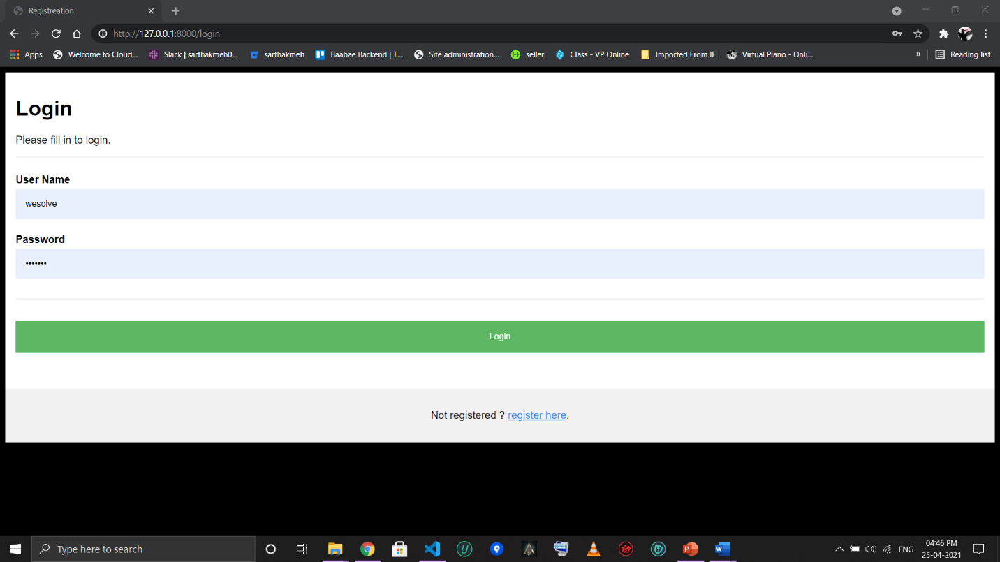 Registreation
http://127.0.0.1:8000/login
Apps Welcome to Cloud... Slack | sarthakmeh0... sarthakmeh Baabae Backend | T... Site administration... seller Class - VP Online Imported From IE Virtual Piano - Onli... » Reading list
Login
Please fill in to login.
User Name
wesolve
Password
•••••••
Login
Not registered ? register here.
Type here to search
ENG
04:46 PM
25-04-2021